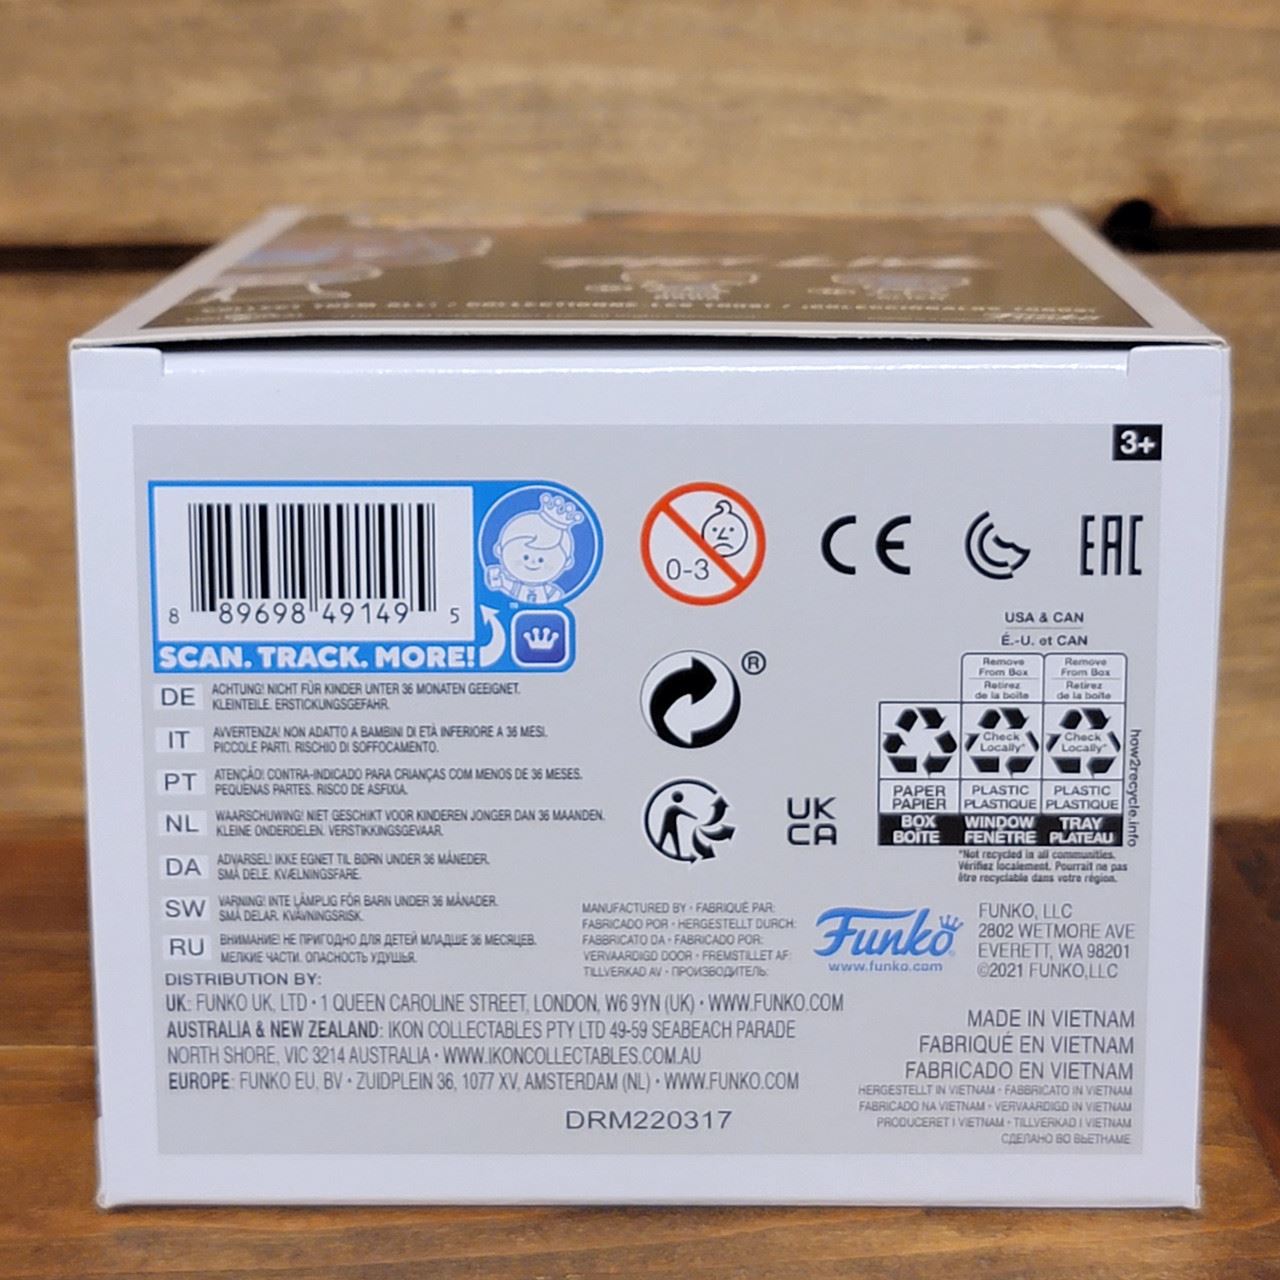 COLLECT THEM ALL! / COLLECTIONNE LES TOUS! / ¡COLECCIÓNALOS TODOS!
Funko
3+
8 89698 49149 5
SCAN. TRACK. MORE!
™
0-3
CE
EAC
DE ACHTUNG! NICHT FÜR KINDER UNTER 36 MONATEN GEEIGNET.
KLEINTEILE. ERSTICKUNGSGEFAHR.
IT AVVERTENZA! NON ADATTO A BAMBINI DI ETÀ INFERIORE A 36 MESI.
PICCOLE PARTI. RISCHIO DI SOFFOCAMENTO.
PT ATENÇÃO! CONTRA-INDICADO PARA CRIANÇAS COM MENOS DE 36 MESES.
PEQUENAS PARTES. RISCO DE ASFIXIA.
NL WAARSCHUWING! NIET GESCHIKT VOOR KINDEREN JONGER DAN 36 MAANDEN.
KLEINE ONDERDELEN. VERSTIKKINGSGEVAAR.
DA ADVARSEL! IKKE EGNET TIL BØRN UNDER 36 MÅNEDER.
SMÅ DELE. KVÆLNINGSFARE.
SW VARNING! INTE LÄMPLIG FÖR BARN UNDER 36 MÅNADER.
SMÅ DELAR. KVÄVNINGSRISK.
RU ВНИМАНИЕ! НЕ ПРИГОДНО ДЛЯ ДЕТЕЙ МЛАДШЕ 36 МЕСЯЦЕВ.
МЕЛКИЕ ЧАСТИ. ОПАСНОСТЬ УДУШЬЯ.
®
UK
CA
USA & CAN
É.-U. et CAN
Remove From Box
Retirez de la boîte
Remove From Box
Retirez de la boîte
Check Locally*
Check Locally*
PAPER
PAPIER
PLASTIC
PLASTIQUE
PLASTIC
PLASTIQUE
BOX
BOÎTE
WINDOW
FENÊTRE
TRAY
PLATEAU
how2recycle.info
*Not recycled in all communities.
Vérifiez localement. Pourrait ne pas
être recyclable dans votre région.
MANUFACTURED BY • FABRIQUÉ PAR:
FABRICADO POR • HERGESTELLT DURCH:
FABBRICATO DA • FABRICADO POR:
VERVAARDIGD DOOR • FREMSTILLET AF:
TILLVERKAD AV • ПРОИЗВОДИТЕЛЬ:
Funko
www.funko.com
FUNKO, LLC
2802 WETMORE AVE
EVERETT, WA 98201
©2021 FUNKO,LLC
DISTRIBUTION BY:
UK: FUNKO UK, LTD • 1 QUEEN CAROLINE STREET, LONDON, W6 9YN (UK) • WWW.FUNKO.COM
AUSTRALIA & NEW ZEALAND: IKON COLLECTABLES PTY LTD 49-59 SEABEACH PARADE
NORTH SHORE, VIC 3214 AUSTRALIA • WWW.IKONCOLLECTABLES.COM.AU
EUROPE: FUNKO EU, BV • ZUIDPLEIN 36, 1077 XV, AMSTERDAM (NL) • WWW.FUNKO.COM
DRM220317
MADE IN VIETNAM
FABRIQUÉ EN VIETNAM
FABRICADO EN VIETNAM
HERGESTELLT IN VIETNAM • FABBRICATO IN VIETNAM
FABRICADO NA VIETNAM • VERVAARDIGD IN VIETNAM
PRODUCERET I VIETNAM • TILLVERKAD I VIETNAM
СДЕЛАНО ВО ВЬЕТНАМЕ